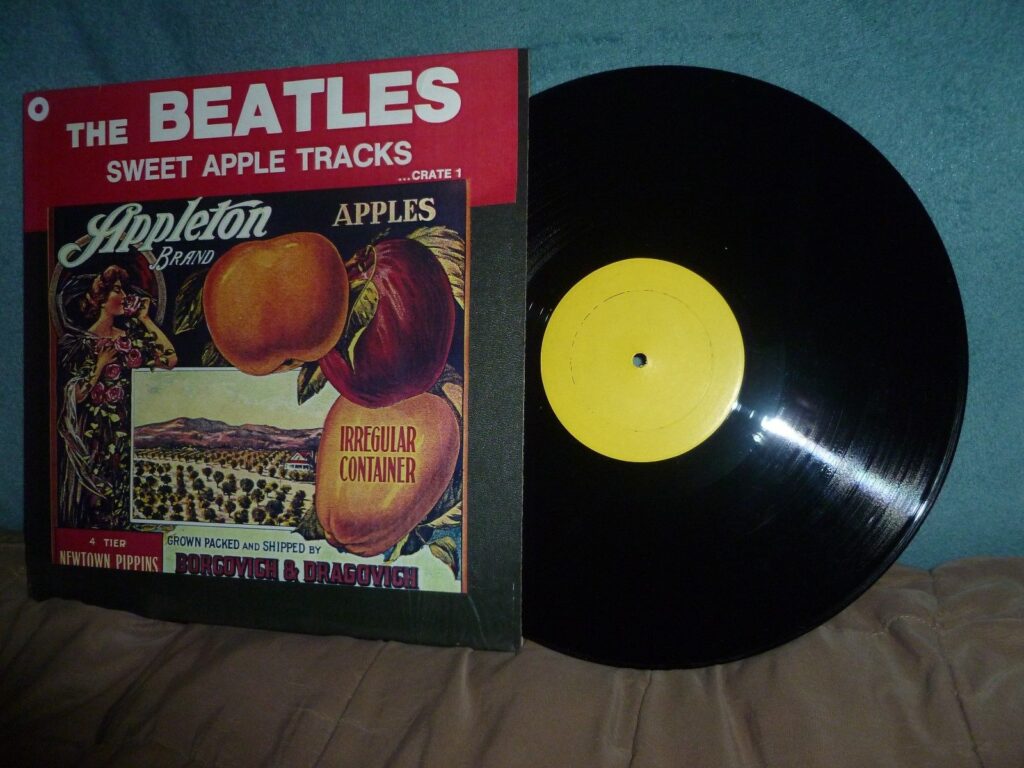 THE BEATLES
SWEET APPLE TRACKS
...CRATE 1
Appleton
BRAND
APPLES
IRREGULAR
CONTAINER
4 TIER
NEWTOWN PIPPINS
GROWN PACKED AND SHIPPED BY
BORCOVICH & DRAGOVICH